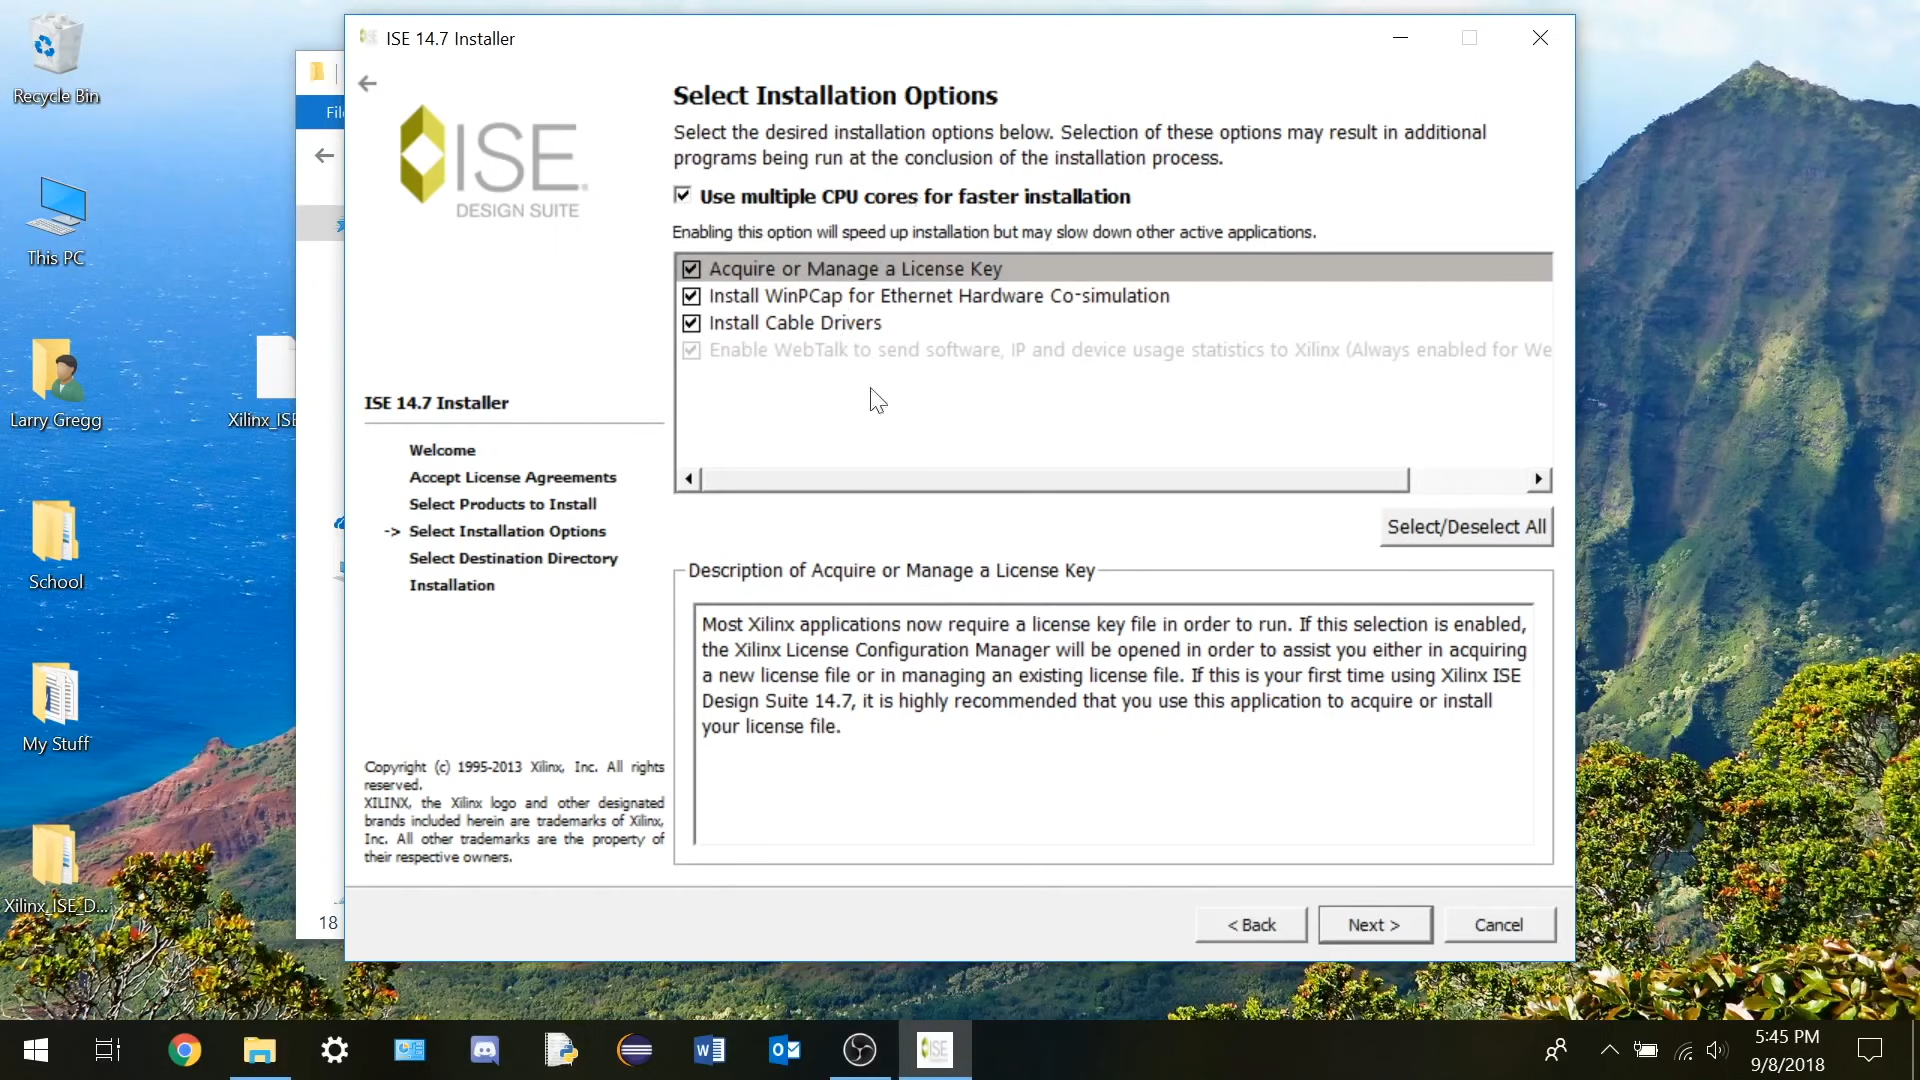 Recycle Bin
This PC
Larry Gregg
School
My Stuff
Xilinx_ISE_D...
Xilinx_ISE
18
ISE 14.7 Installer
ISE
DESIGN SUITE
ISE 14.7 Installer
Welcome
Accept License Agreements
Select Products to Install
-> Select Installation Options
Select Destination Directory
Installation
Copyright (c) 1995-2013 Xilinx, Inc. All rights
reserved.
XILINX, the Xilinx logo and other designated
brands included herein are trademarks of Xilinx,
Inc. All other trademarks are the property of
their respective owners.
Select Installation Options
Select the desired installation options below. Selection of these options may result in additional
programs being run at the conclusion of the installation process.
Use multiple CPU cores for faster installation
Enabling this option will speed up installation but may slow down other active applications.
Acquire or Manage a License Key
Install WinPCap for Ethernet Hardware Co-simulation
Install Cable Drivers
Enable WebTalk to send software, IP and device usage statistics to Xilinx (Always enabled for We
Select/Deselect All
Description of Acquire or Manage a License Key
Most Xilinx applications now require a license key file in order to run. If this selection is enabled,
the Xilinx License Configuration Manager will be opened in order to assist you either in acquiring
a new license file or in managing an existing license file. If this is your first time using Xilinx ISE
Design Suite 14.7, it is highly recommended that you use this application to acquire or install
your license file.
< Back
Next >
Cancel
5:45 PM
9/8/2018